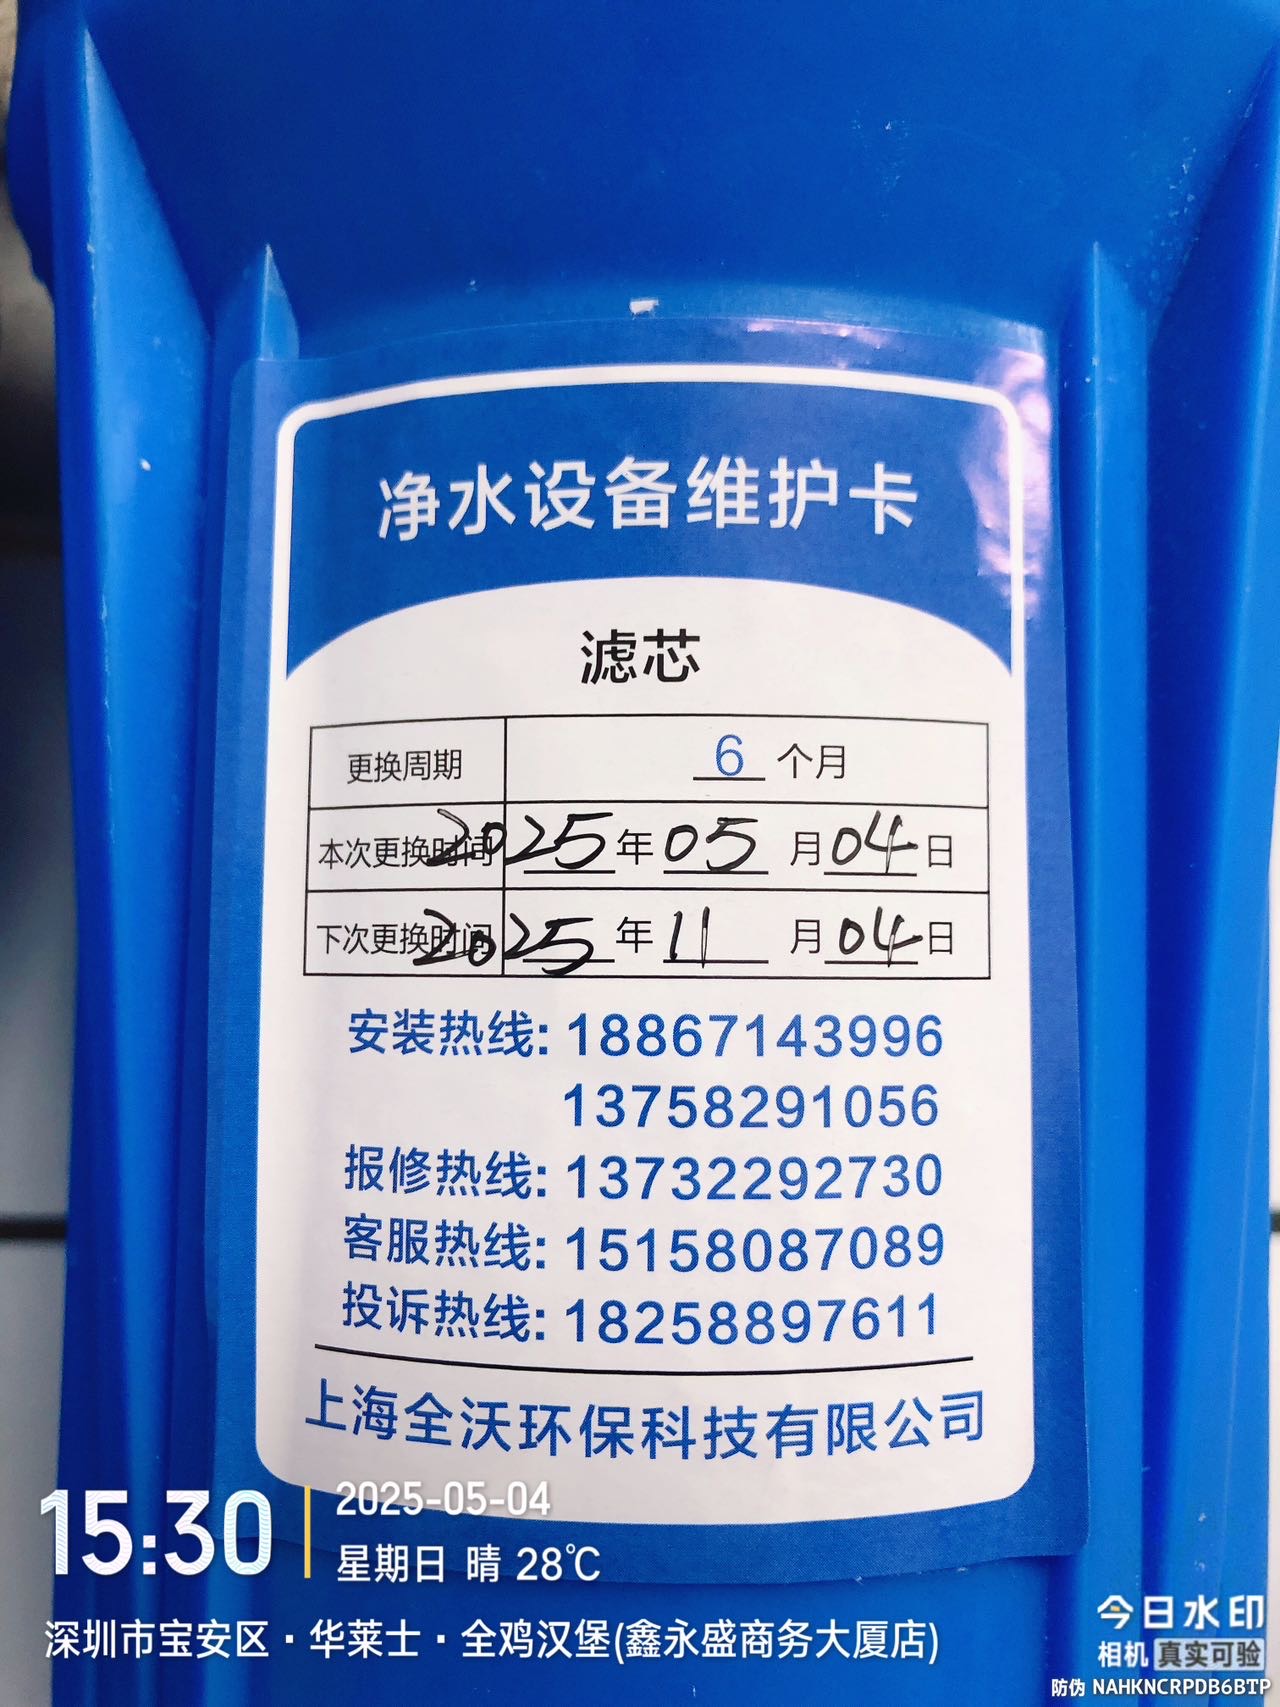 净水设备维护卡
滤芯
更换周期 6 个月
本次更换时间 2025 年 05 月 04 日
下次更换时间 2025 年 11 月 04 日
安装热线: 18867143996
13758291056
报修热线: 13732292730
客服热线: 15158087089
投诉热线: 18258897611
上海全沃环保科技有限公司
15:30
2025-05-04
星期日 晴 28℃
深圳市宝安区·华莱士·全鸡汉堡(鑫永盛商务大厦店)
今日水印
相机 真实可验
防伪 NAHKNCRPDB6BTP